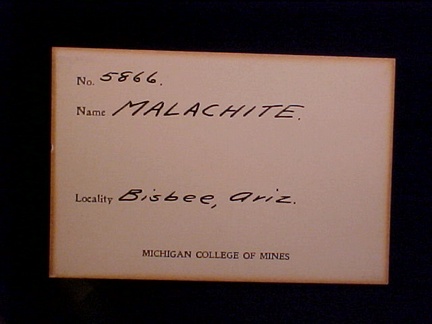 No. 5866.
Name MALACHITE.
Locality Bisbee, Ariz.
MICHIGAN COLLEGE OF MINES